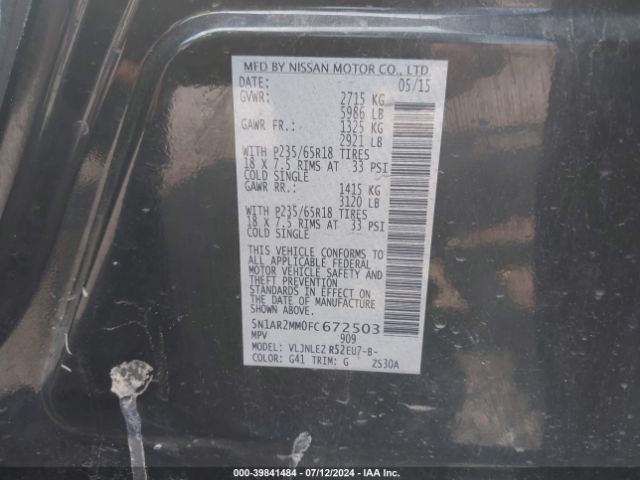 MFD BY NISSAN MOTOR CO., LTD.
DATE: 05/15
GVWR: 2715 KG
5986 LB
GAWR FR.: 1325 KG
2921 LB
WITH P235/65R18 TIRES
18 X 7.5 RIMS AT 33 PSI
COLD SINGLE
GAWR RR.: 1415 KG
3120 LB
WITH P235/65R18 TIRES
18 X 7.5 RIMS AT 33 PSI
COLD SINGLE
THIS VEHICLE CONFORMS TO
ALL APPLICABLE FEDERAL
MOTOR VEHICLE SAFETY AND
THEFT PREVENTION
STANDARDS IN EFFECT ON
THE DATE OF MANUFACTURE
SHOWN ABOVE.
5N1AR2MM0FC672503
MPV 909
MODEL: VLJNLEZ R52EU7-B-
COLOR: G41 TRIM: G ZS30A
000-39841484 - 07/12/2024 - IAA Inc.